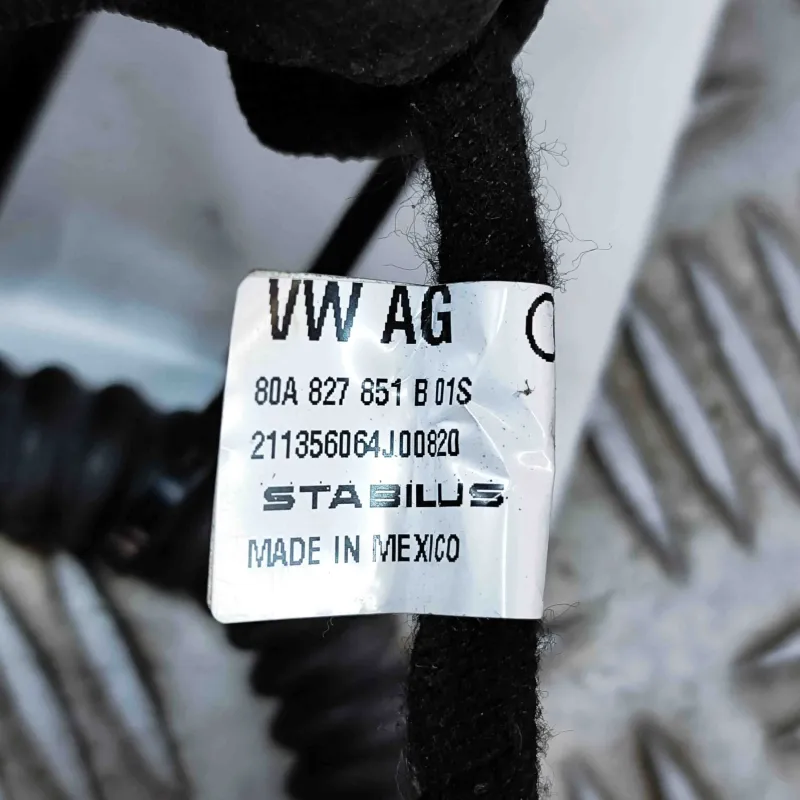 VW AG
80A 827 851 B 01S
211356064J00820
STABILUS
MADE IN MEXICO